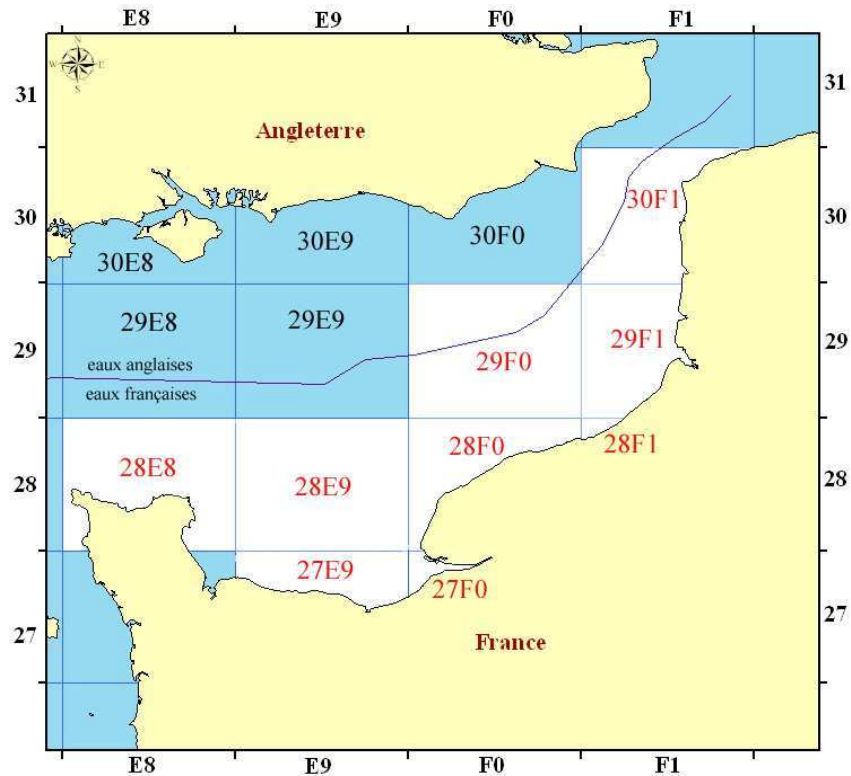 E8 E9 F0 F1
N
W E
S
31 31
Angleterre
30 30
30E8 30E9 30F0 30F1
29E8 29E9
29 29
29F0 29F1
eaux anglaises
eaux françaises
28F0 28F1
28E8
28 28
28E9
27E9
27F0
27 27
France
E8 E9 F0 F1